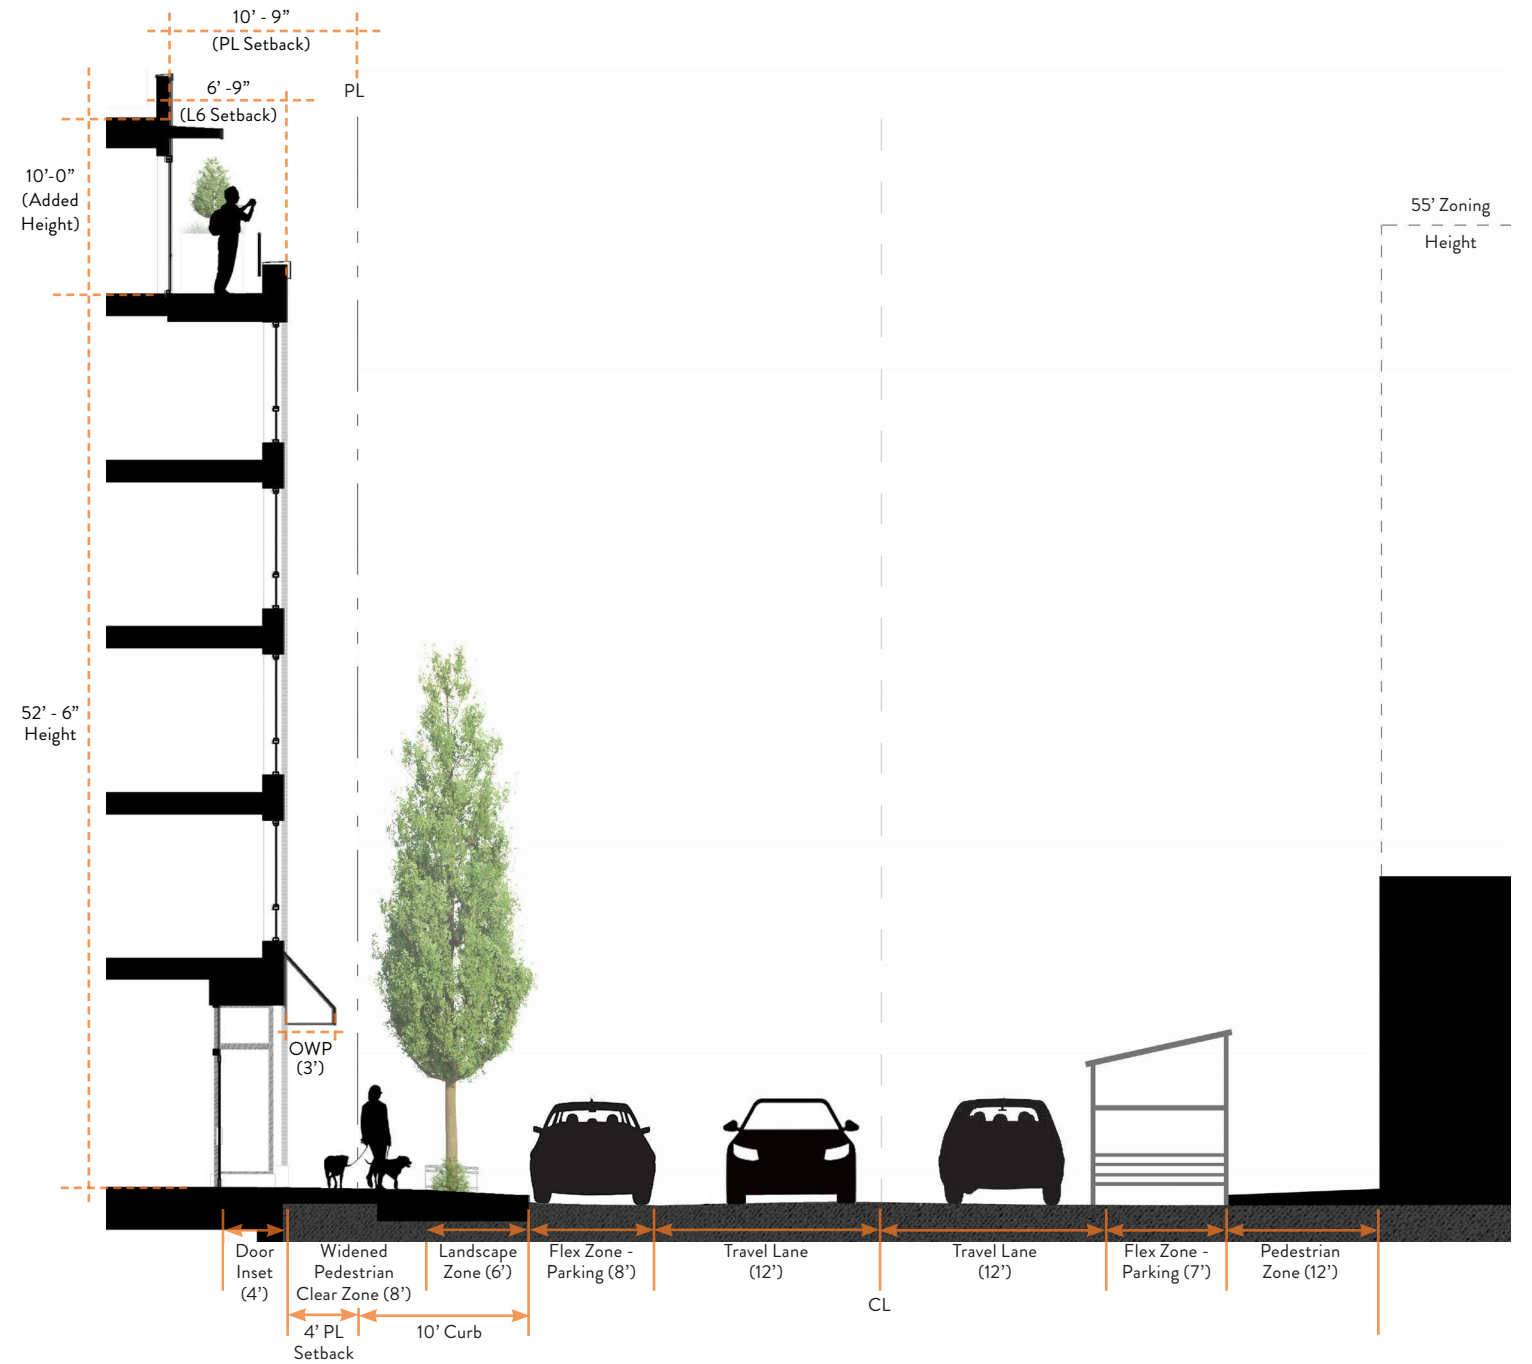 10' - 9”
(PL Setback)
6' -9”
(L6 Setback)
PL
10'-0”
(Added
Height)
55' Zoning
Height
52' - 6”
Height
OWP
(3')
Door
Inset
(4')
Widened
Pedestrian
Clear Zone (8')
Landscape
Zone (6')
Flex Zone -
Parking (8')
Travel Lane
(12')
Travel Lane
(12')
Flex Zone -
Parking (7')
Pedestrian
Zone (12')
CL
4' PL
Setback
10' Curb